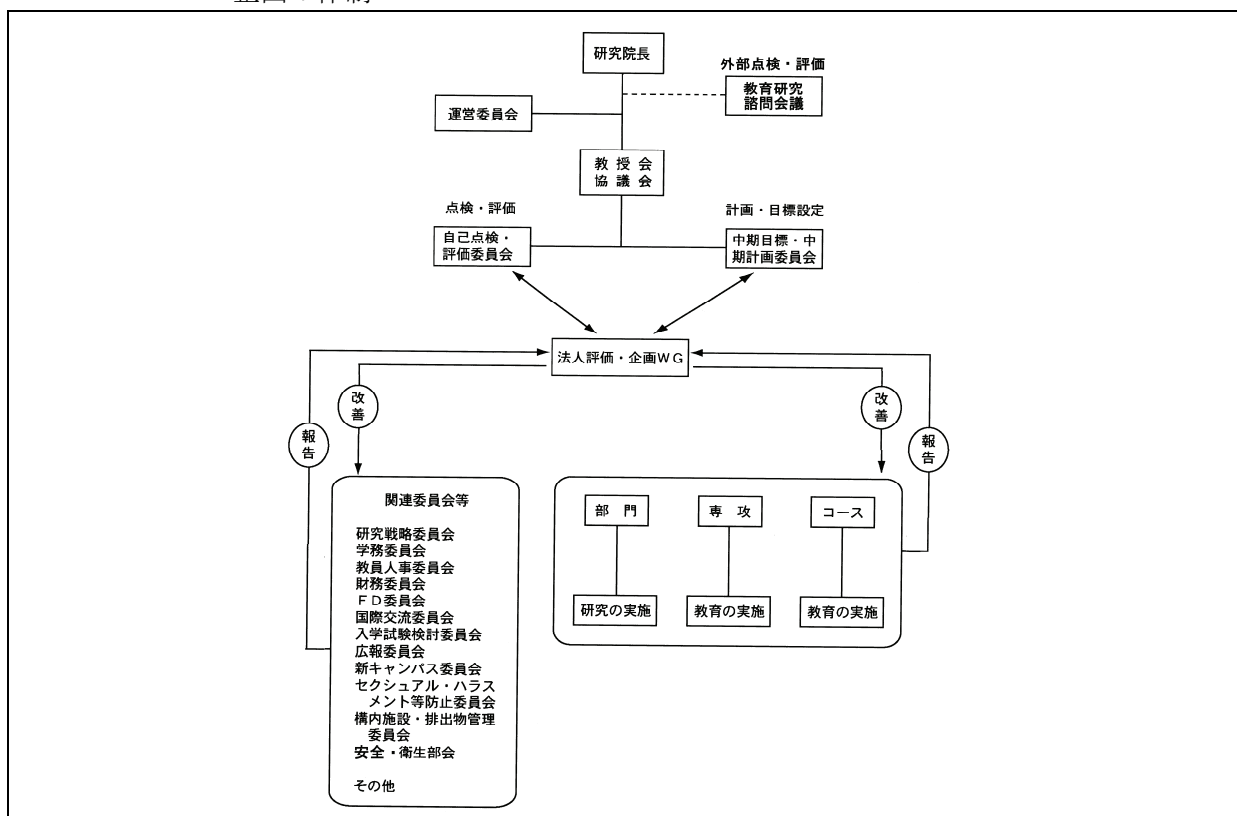 研究院長
外部点検・評価
教育研究
諮問会議
運営委員会
教授会
協議会
点検・評価
自己点検・
評価委員会
計画・目標設定
中期目標・中
期計画委員会
法人評価・企画WG
改善
報告
改善
報告
関連委員会等
研究戦略委員会
学務委員会
教員人事委員会
財務委員会
FD委員会
国際交流委員会
入学試験検討委員会
広報委員会
新キャンパス委員会
セクシュアル・ハラス
メント等防止委員会
構内施設・排出物管理
委員会
安全・衛生部会
その他
部門
専攻
コース
研究の実施
教育の実施
教育の実施